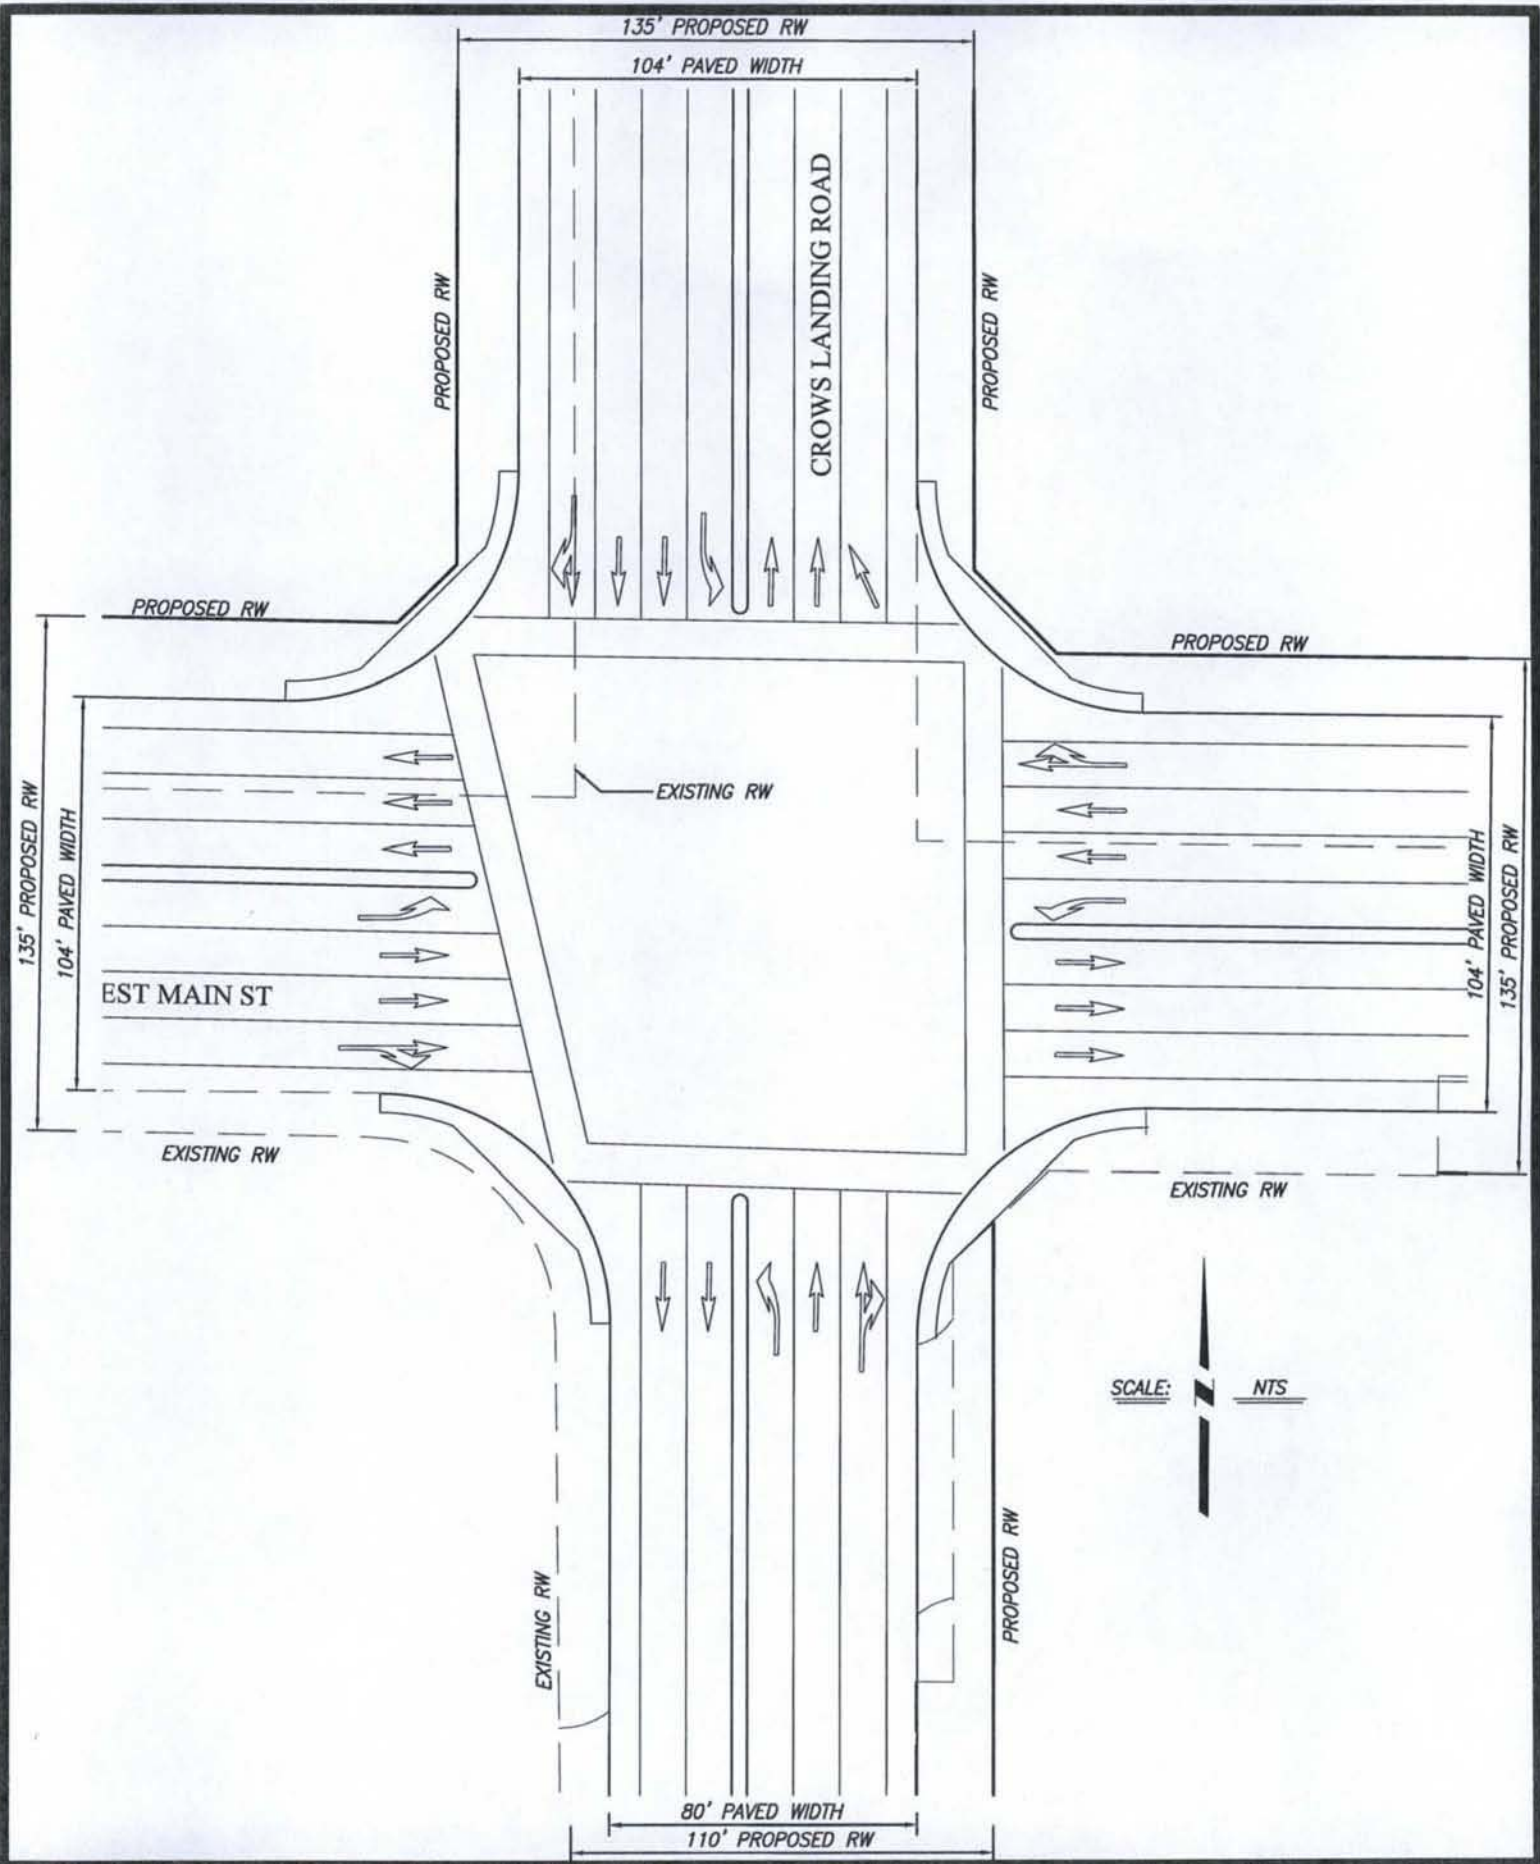 135' PROPOSED RW
104' PAVED WIDTH
CROWS LANDING ROAD
PROPOSED RW
PROPOSED RW
PROPOSED RW
PROPOSED RW
EXISTING RW
135' PROPOSED RW
104' PAVED WIDTH
104' PAVED WIDTH
135' PROPOSED RW
EST MAIN ST
EXISTING RW
EXISTING RW
SCALE: N NTS
EXISTING RW
PROPOSED RW
80' PAVED WIDTH
110' PROPOSED RW